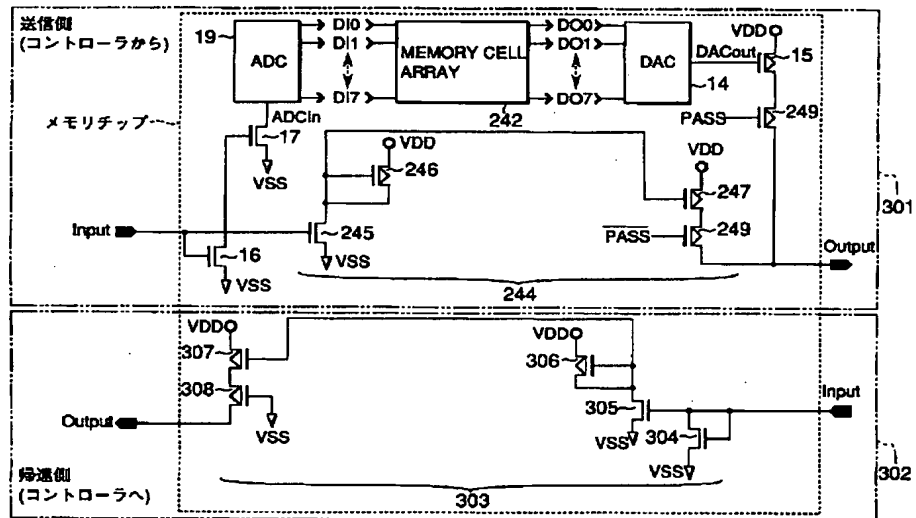 送信側
(コントローラから)
19
ADC
DI0
DI1
DI7
MEMORY CELL
ARRAY
242
DO0
DO1
DO7
DAC
14
DACout
VDD
15
メモリチップ
ADCin
17
VSS
PASS
249
VDD
246
VDD
247
301
Input
245
VSS
PASS
249
Output
16
VSS
244
VDD
307
308
VSS
Output
VDD
306
305
VSS
304
VSS
Input
302
帰還側
(コントローラへ)
303